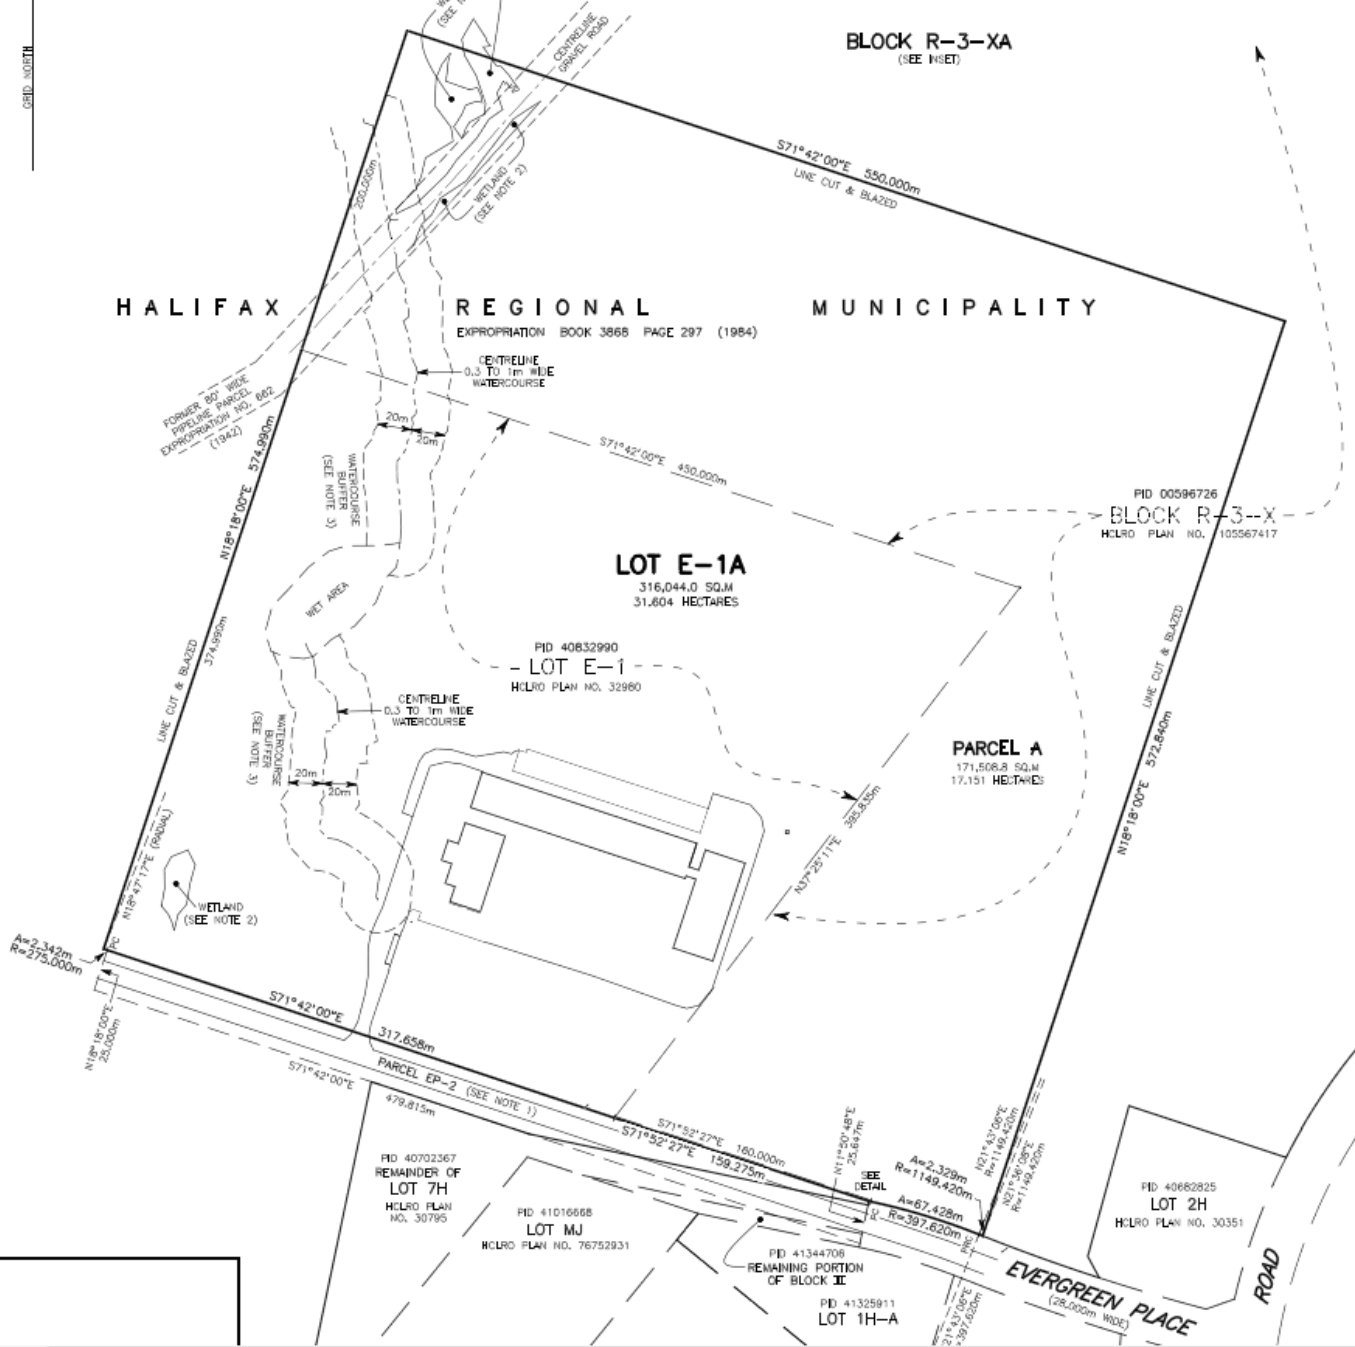 GRID NORTH
(SEE N
CENTRELINE
GRAVEL ROAD
BLOCK R-3-XA
(SEE INSET)
S71°42'00"E 550.000m
LINE CUT & BLAZED
200.000m
WETLAND
(SEE NOTE 2)
HALIFAX REGIONAL MUNICIPALITY
EXPROPRIATION BOOK 3868 PAGE 297 (1984)
CENTRELINE
0.3 TO 1m WIDE
WATERCOURSE
FORMER 80' WIDE
PIPELINE PARCEL
EXPROPRIATION NO. 662
(1942)
20m
20m
N18°18'00"E 574.990m
WATERCOURSE
BUFFER
(SEE NOTE 3)
S71°42'00"E 450.000m
PID 00596726
BLOCK R-3-X
HCLRO PLAN NO. 105567417
LOT E-1A
316,044.0 SQ.M
31.604 HECTARES
WET AREA
PID 40832990
LOT E-1
HCLRO PLAN NO. 32980
374.990m
LINE CUT & BLAZED
LINE CUT & BLAZED
CENTRELINE
0.3 TO 1m WIDE
WATERCOURSE
WATERCOURSE
BUFFER
(SEE NOTE 3)
20m
20m
PARCEL A
171,508.8 SQ.M
17.151 HECTARES
N18°18'00"E 572.840m
N37°25'11"E 395.835m
N18°47'17"E (RADIAL)
WETLAND
(SEE NOTE 2)
A=2.342m
R=275.000m
PC
N18°18'00"E
25.000m
S71°42'00"E 317.658m
PARCEL EP-2 (SEE NOTE 1)
S71°42'00"E 479.815m
S71°52'27"E 160.000m
S71°52'27"E 159.275m
N11°50'48"E
25.647m
SEE
DETAIL
A=2.329m
R=1149.420m
A=67.428m
R=397.620m
N21°43'06"E
R=1149.420m
N21°36'08"E
R=1149.420m
PC
PRC
PID 40702367
REMAINDER OF
LOT 7H
HCLRO PLAN
NO. 30795
PID 41016668
LOT MJ
HCLRO PLAN NO. 76752931
PID 41344706
REMAINING PORTION
OF BLOCK II
PID 41325911
LOT 1H-A
21°43'06"E
397.620m
PID 40682825
LOT 2H
HCLRO PLAN NO. 30351
EVERGREEN PLACE
(28.000m WIDE)
ROAD